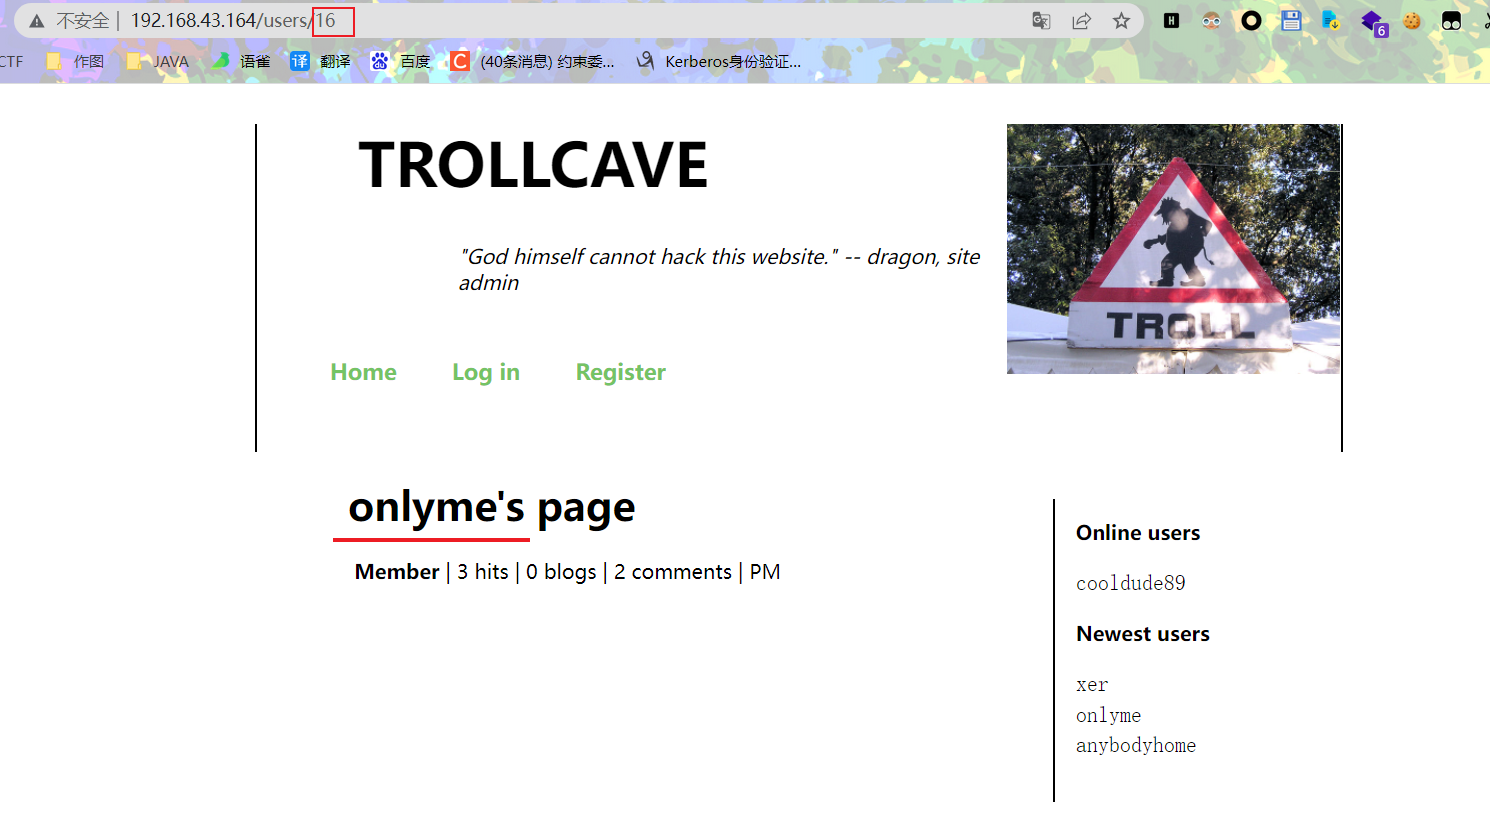 不安全 | 192.168.43.164/users/16
6
CTF 作图 JAVA 语雀 译 翻译 百度 C (40条消息) 约束委... Kerberos身份验证...
TROLLCAVE
"God himself cannot hack this website." -- dragon, site
admin
TROLL
Home Log in Register
onlyme's page
Member | 3 hits | 0 blogs | 2 comments | PM
Online users
cooldude89
Newest users
xer
onlyme
anybodyhome